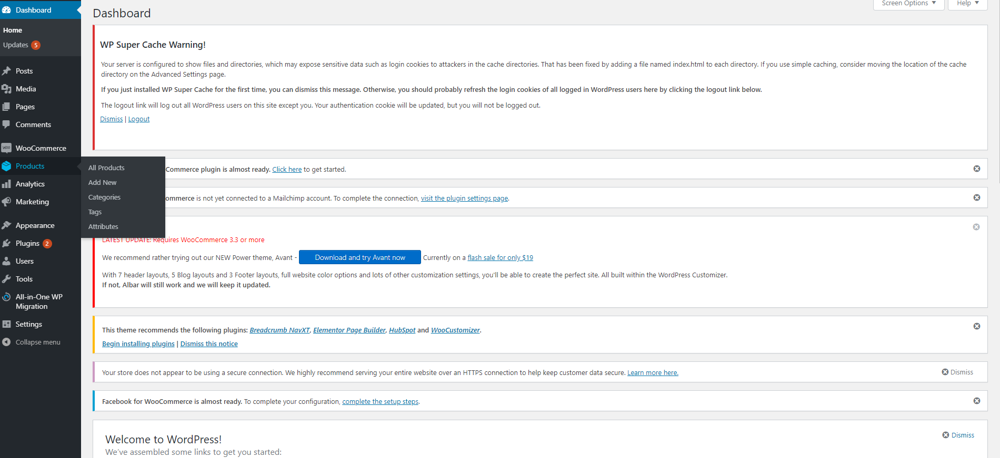 Dashboard
Home
Updates 5
Posts
Media
Pages
Comments
WooCommerce
Products
Analytics
Marketing
Appearance
Plugins 2
Users
Tools
All-in-One WP
Migration
Settings
Collapse menu
All Products
Add New
Categories
Tags
Attributes
Screen Options
Help
Dashboard
WP Super Cache Warning!
Your server is configured to show files and directories, which may expose sensitive data such as login cookies to attackers in the cache directories. That has been fixed by adding a file named index.html to each directory. If you use simple caching, consider moving the location of the cache
directory on the Advanced Settings page.
If you just installed WP Super Cache for the first time, you can dismiss this message. Otherwise, you should probably refresh the login cookies of all logged in WordPress users here by clicking the logout link below.
The logout link will log out all WordPress users on this site except you. Your authentication cookie will be updated, but you will not be logged out.
Dismiss | Logout
Commerce plugin is almost ready. Click here to get started.
ommerce is not yet connected to a Mailchimp account. To complete the connection, visit the plugin settings page.
LATEST UPDATE: Requires WooCommerce 3.3 or more
We recommend rather trying out our NEW Power theme, Avant - Download and try Avant now Currently on a flash sale for only $19
With 7 header layouts, 5 Blog layouts and 3 Footer layouts, full website color options and lots of other customization settings, you'll be able to create the perfect site. All built within the WordPress Customizer.
If not, Albar will still work and we will keep it updated.
This theme recommends the following plugins: Breadcrumb NavXT, Elementor Page Builder, HubSpot and WooCustomizer.
Begin installing plugins | Dismiss this notice
Your store does not appear to be using a secure connection. We highly recommend serving your entire website over an HTTPS connection to help keep customer data secure. Learn more here.
Dismiss
Facebook for WooCommerce is almost ready. To complete your configuration, complete the setup steps.
Welcome to WordPress!
Dismiss
We've assembled some links to get you started: